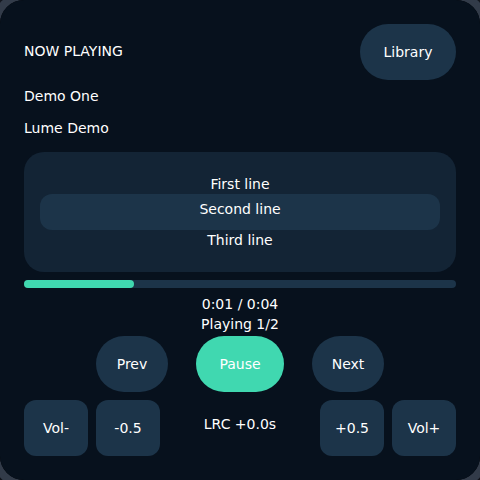 NOW PLAYING
Library
Demo One
Lume Demo
First line
Second line
Third line
0:01 / 0:04
Playing 1/2
Prev
Pause
Next
Vol-
-0.5
LRC +0.0s
+0.5
Vol+